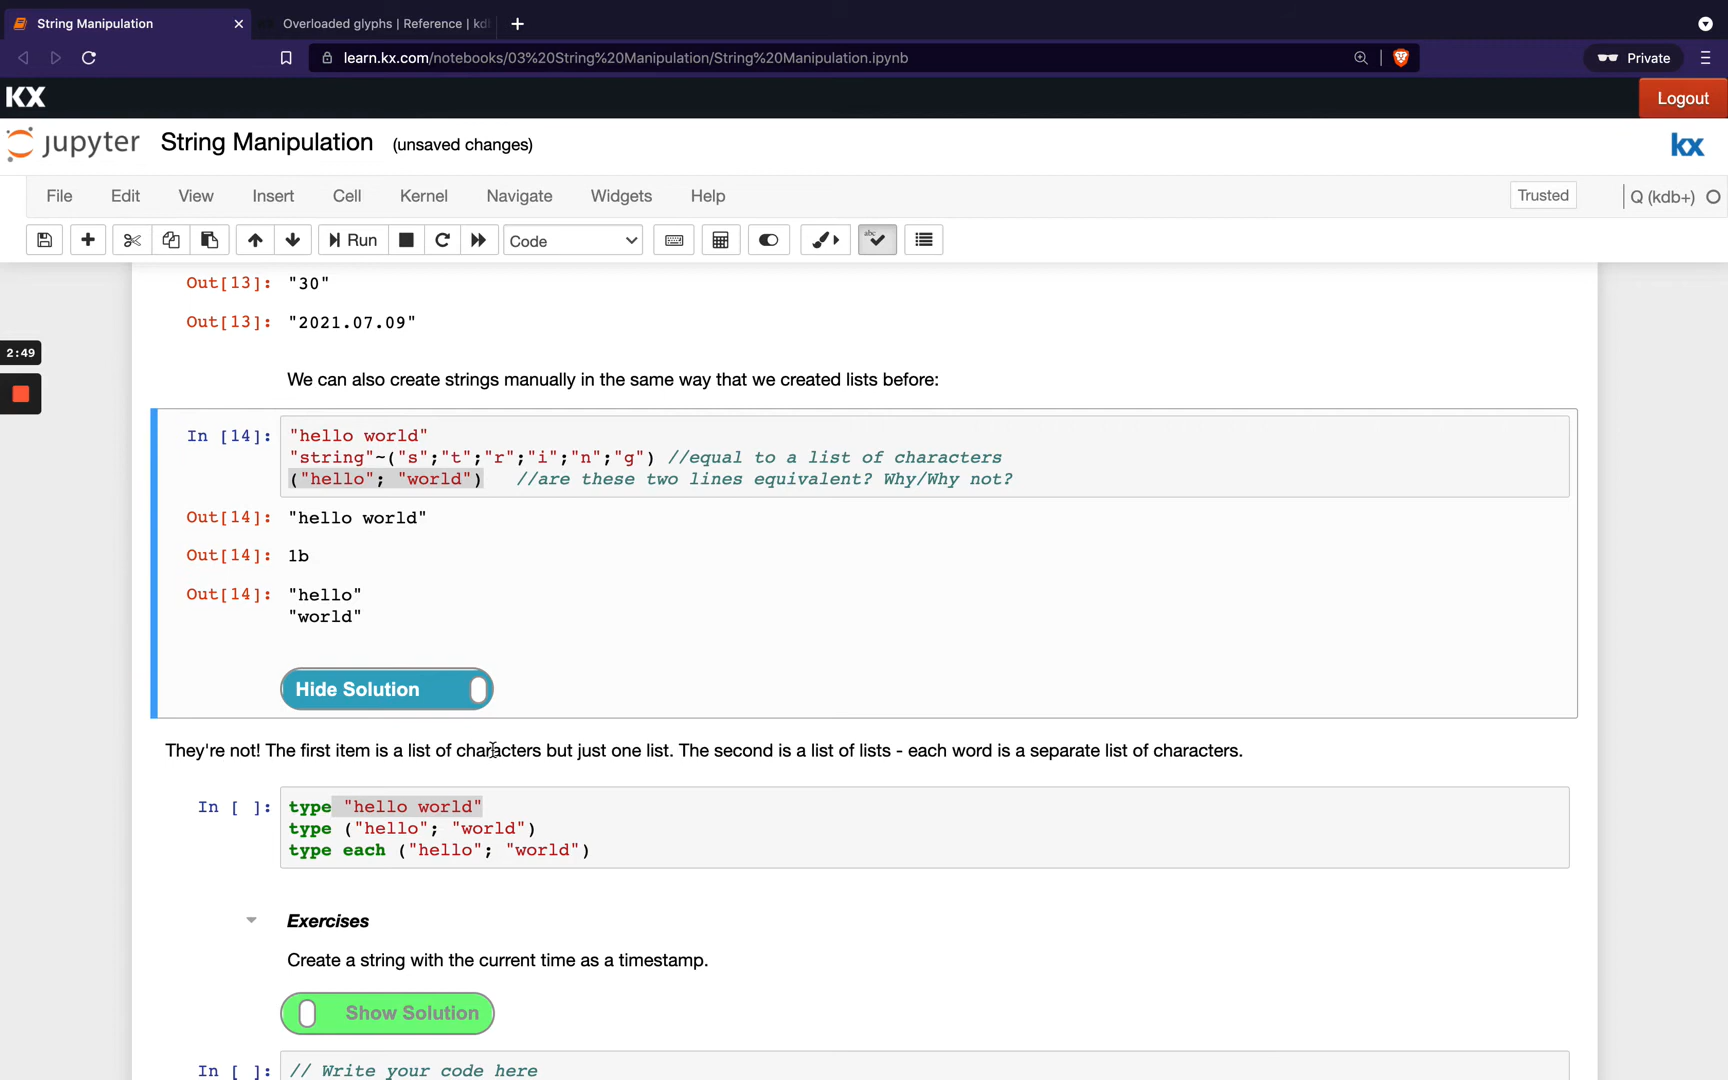 String Manipulation
Overloaded glyphs | Reference | kd
learn.kx.com/notebooks/03%20String%20Manipulation/String%20Manipulation.ipynb
Private
KX
Logout
jupyter String Manipulation (unsaved changes)
kx
File Edit View Insert Cell Kernel Navigate Widgets Help
Trusted
Q (kdb+)
Run
Code
abc
Out[13]: "30"
Out[13]: "2021.07.09"
2:49
We can also create strings manually in the same way that we created lists before:
In [14]: "hello world"
"string"~("s";"t";"r";"i";"n";"g") //equal to a list of characters
("hello"; "world") //are these two lines equivalent? Why/Why not?
Out[14]: "hello world"
Out[14]: 1b
Out[14]: "hello"
"world"
Hide Solution
They're not! The first item is a list of characters but just one list. The second is a list of lists - each word is a separate list of characters.
In [ ]: type "hello world"
type ("hello"; "world")
type each ("hello"; "world")
Exercises
Create a string with the current time as a timestamp.
Show Solution
In [ ]: // Write your code here